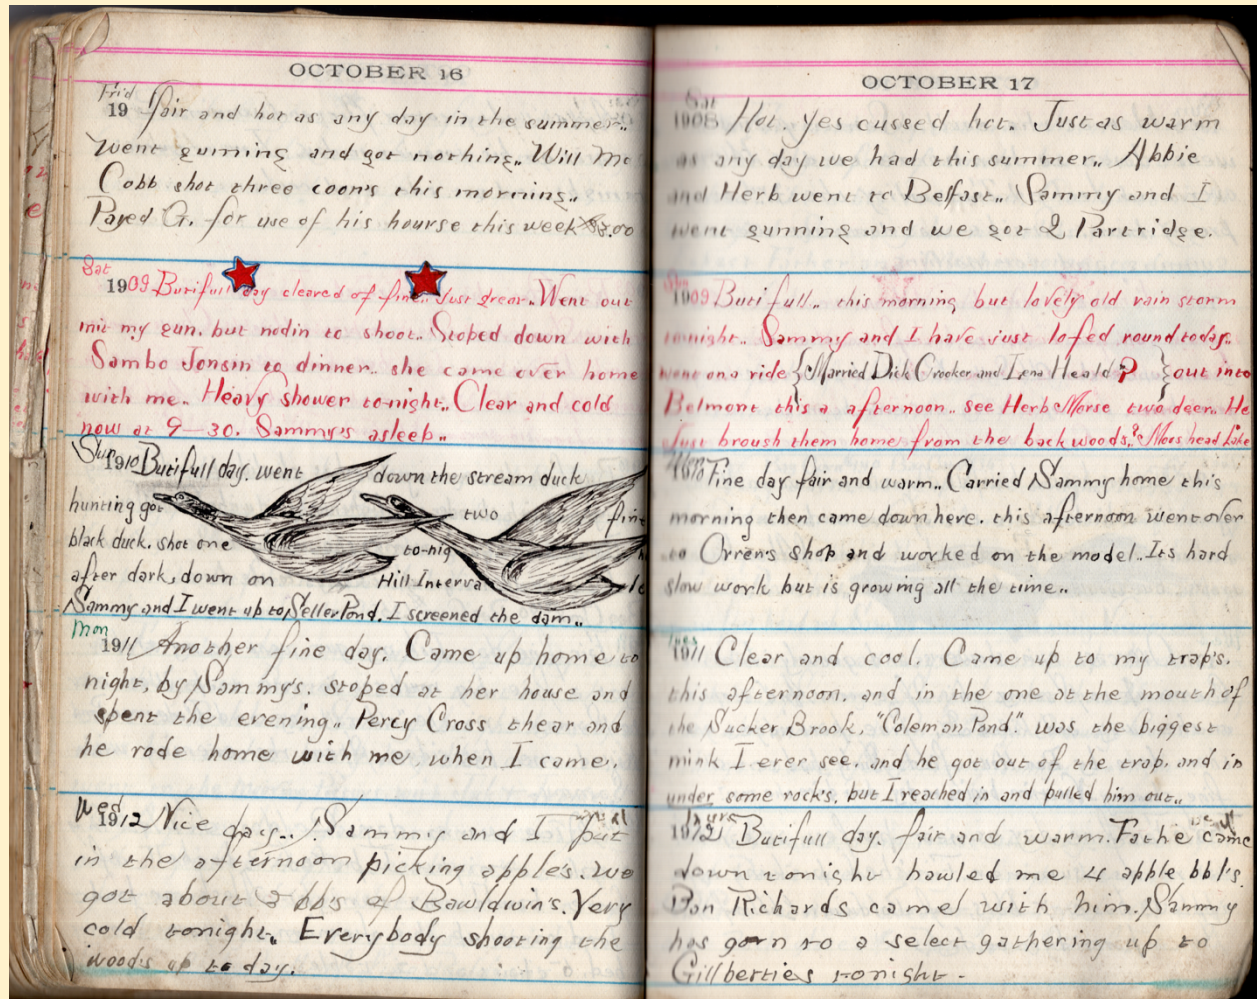 OCTOBER 16
Frid
19 fair and hot as any day in the summer..
Went gunning and got nothing.. Will Mc
Cobb shot three coon's this morning..
Payed G. for use of his hourse this week $3.00
Sat
1909 Butifull day cleared of fine.. Just great.. Went out
mit my gun. but nodin to shoot.. Stoped down with
Sambo Jonsin to dinner.. she came over home
with me.. Heavy shower to-night.. Clear and cold
now at 9-30. Sammy's asleep..
Sun
1910 Butifull day. went down the stream duck
hunting got two fine
black duck. shot one to-nig
after dark, down on Hill Interva
Sammy and I went up to Seller Pond. I screened the dam..
Mon
1911 Another fine day. Came up home to
night, by Sammy's. stoped at her house and
spent the evening.. Percy Cross thear and
he rode home with me, when I came.
Wed
1912 Nice day.. Sammy and I put
in the afternoon picking apple's. we
got about 3 bb's of Bawldwin's. Very
cold tonight. Everybody shooting the
wood's up to day.
OCTOBER 17
Sat
1908 Hot. Yes cussed hot. Just as warm
as any day we had this summer.. Abbie
and Herb went to Belfast.. Sammy and I
went gunning and we got 2 Partridge.
1909 Butifull.. this morning but lovely old rain storm
tonight.. Sammy and I have just lofed round today..
went on a ride {Married Dick Crocker and Lena Heald ?} out into
Belmont this a afternoon.. see Herb Morse two deer.. He
Just broush them home from the back woods.. ? Moos head Lake
1910 Fine day fair and warm.. Carried Sammy home this
morning then came down here. this afternoon went over
to Orren's shop and worked on the model.. Its hard
slow work but is growing all the time..
Tues
1911 Clear and cool. Came up to my trap's.
this afternoon. and in the one at the mouth of
the Sucker Brook, "Coleman Pond". was the biggest
mink I erer see. and he got out of the trap. and in
under some rock's, but I reached in and pulled him out..
Thurs
1912 Butifull day. fair and warm. Fathe came
down tonight hawled me 4 apple bbl's.
Ban Richards came with him. Sammy
has gorn to a select gathering up to
Gillberties tonight.